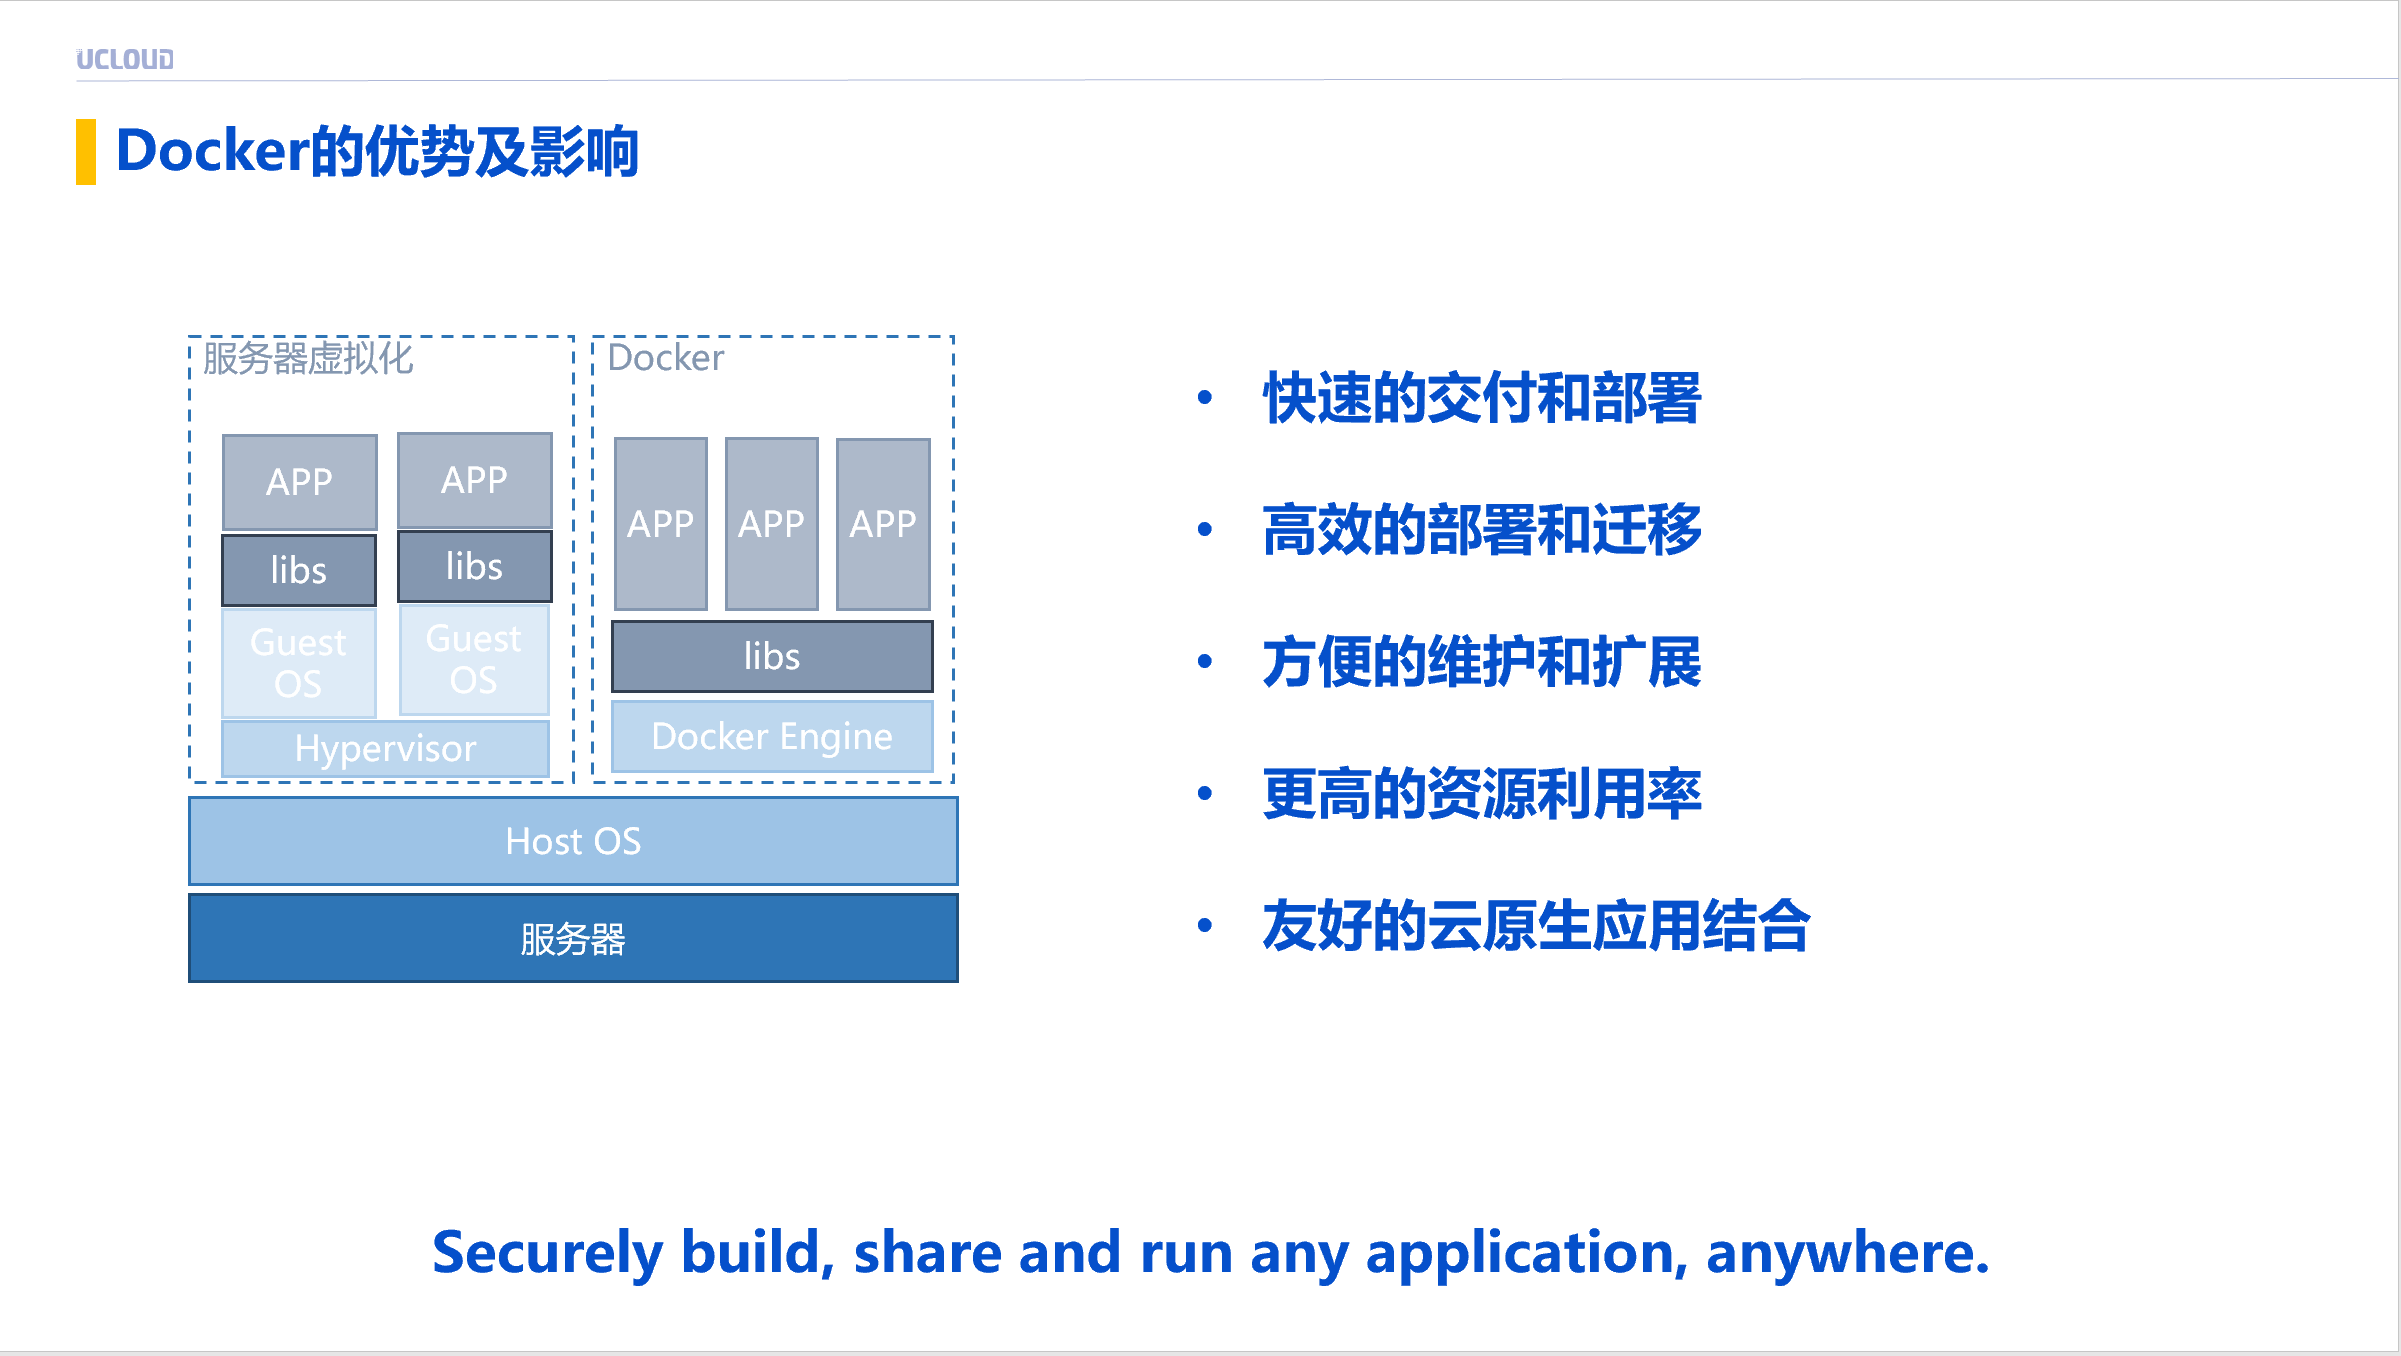 UCLOUD
Docker的优势及影响
服务器虚拟化
APP
APP
libs
libs
Guest
OS
Guest
OS
Hypervisor
Docker
APP
APP
APP
libs
Docker Engine
Host OS
服务器
• 快速的交付和部署
• 高效的部署和迁移
• 方便的维护和扩展
• 更高的资源利用率
• 友好的云原生应用结合
Securely build, share and run any application, anywhere.